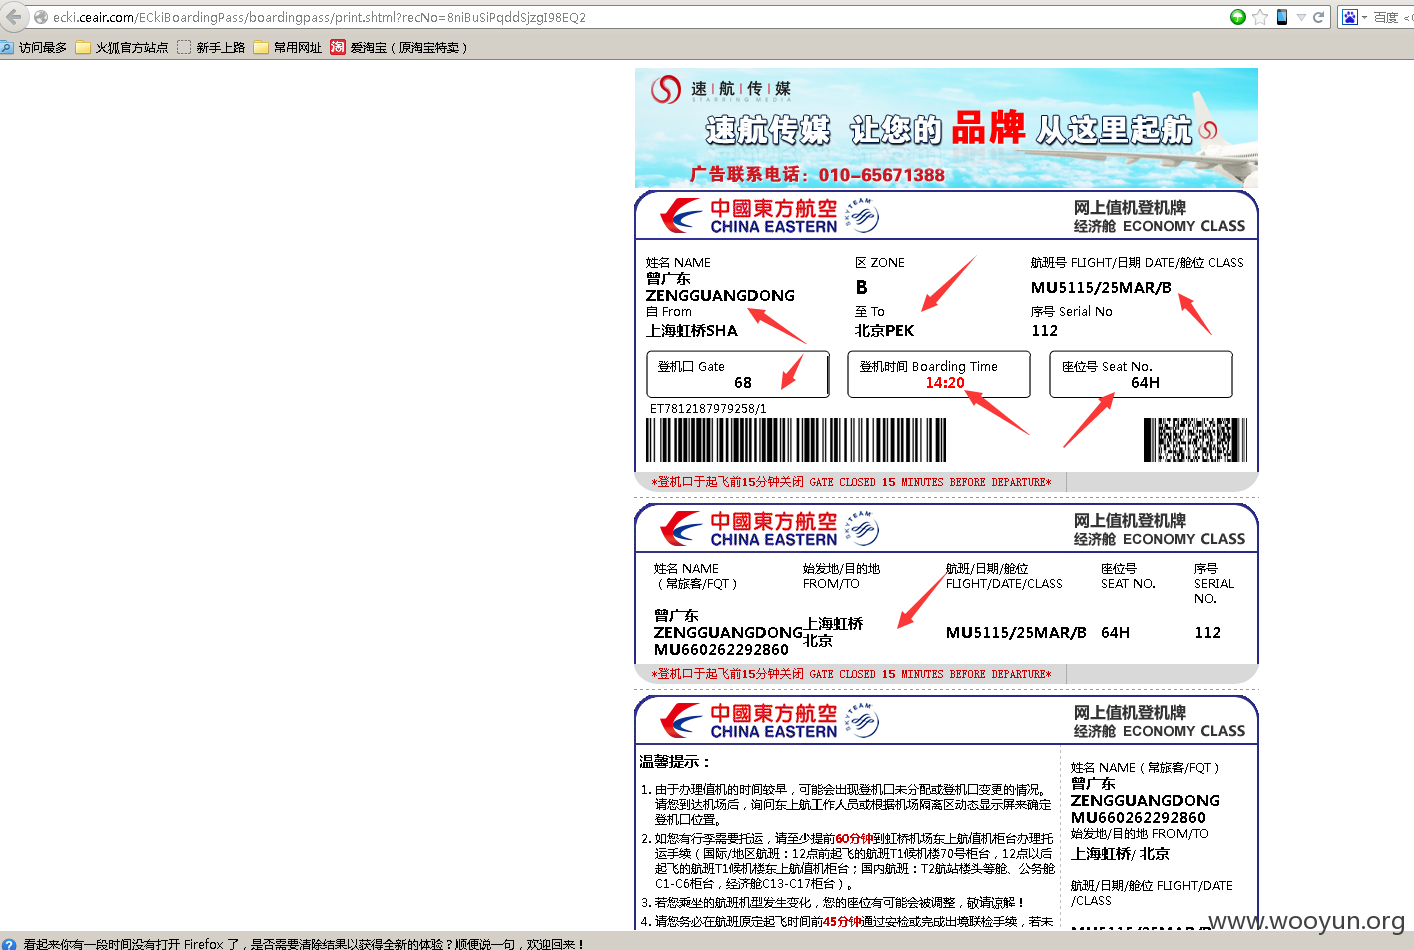 ecki.ceair.com/ECkiBoardingPass/boardingpass/print.shtml?recNo=8niBuSiPqddSjzgI98EQ2
百度 <
访问最多 火狐官方站点 新手上路 常用网址 淘 爱淘宝（原淘宝特卖）
速|航|传|媒
STARRING MEDIA
速航传媒 让您的 品牌 从这里起航
广告联系电话：010-65671388
中國東方航空 SKYTEAM 网上值机登机牌
CHINA EASTERN 经济舱 ECONOMY CLASS
姓名 NAME 区 ZONE 航班号 FLIGHT/日期 DATE/舱位 CLASS
曾广东
ZENGGUANGDONG B MU5115/25MAR/B
自 From 至 To 序号 Serial No
上海虹桥SHA 北京PEK 112
登机口 Gate 登机时间 Boarding Time 座位号 Seat No.
68 14:20 64H
ET7812187979258/1
*登机口于起飞前15分钟关闭 GATE CLOSED 15 MINUTES BEFORE DEPARTURE*
中國東方航空 SKYTEAM 网上值机登机牌
CHINA EASTERN 经济舱 ECONOMY CLASS
姓名 NAME 始发地/目的地 航班/日期/舱位 座位号 序号
（常旅客/FQT） FROM/TO FLIGHT/DATE/CLASS SEAT NO. SERIAL
NO.
曾广东 上海虹桥
ZENGGUANGDONG 北京 MU5115/25MAR/B 64H 112
MU660262292860
*登机口于起飞前15分钟关闭 GATE CLOSED 15 MINUTES BEFORE DEPARTURE*
中國東方航空 SKYTEAM 网上值机登机牌
CHINA EASTERN 经济舱 ECONOMY CLASS
温馨提示：
1. 由于办理值机的时间较早，可能会出现登机口未分配或登机口变更的情况。
请您到达机场后，询问东上航工作人员或根据机场隔离区动态显示屏来确定
登机口位置。
2. 如您有行李需要托运，请至少提前60分钟到虹桥机场东上航值机柜台办理托
运手续（国际/地区航班：12点前起飞的航班T1候机楼70号柜台，12点以后
起飞的航班T1候机楼东上航值机柜台；国内航班：T2航站楼头等舱、公务舱
C1-C6柜台，经济舱C13-C17柜台）。
3. 若您乘坐的航班机型发生变化，您的座位有可能会被调整，敬请谅解！
4. 请您务必在航班原定起飞时间前45分钟通过安检或完成出境联检手续，若未
姓名 NAME（常旅客/FQT）
曾广东
ZENGGUANGDONG
MU660262292860
始发地/目的地 FROM/TO
上海虹桥/ 北京
航班/日期/舱位 FLIGHT/DATE
/CLASS
www.wooyun.org
看起来你有一段时间没有打开 Firefox 了，是否需要清除结果以获得全新的体验？顺便说一句，欢迎回来！